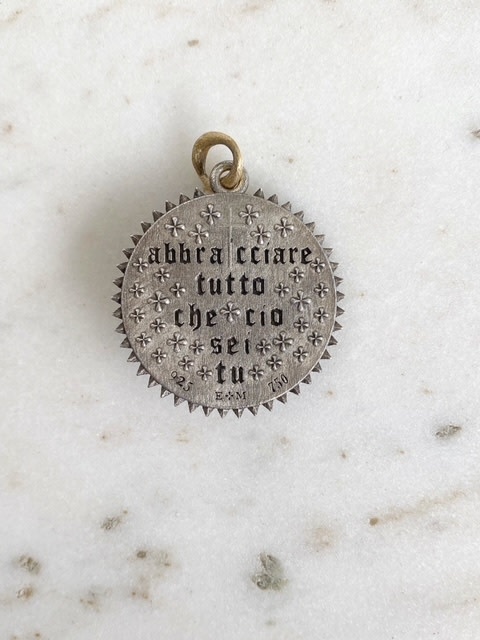 abbra cciare
tutto
che cio
sei
tu
925 E✣M 750